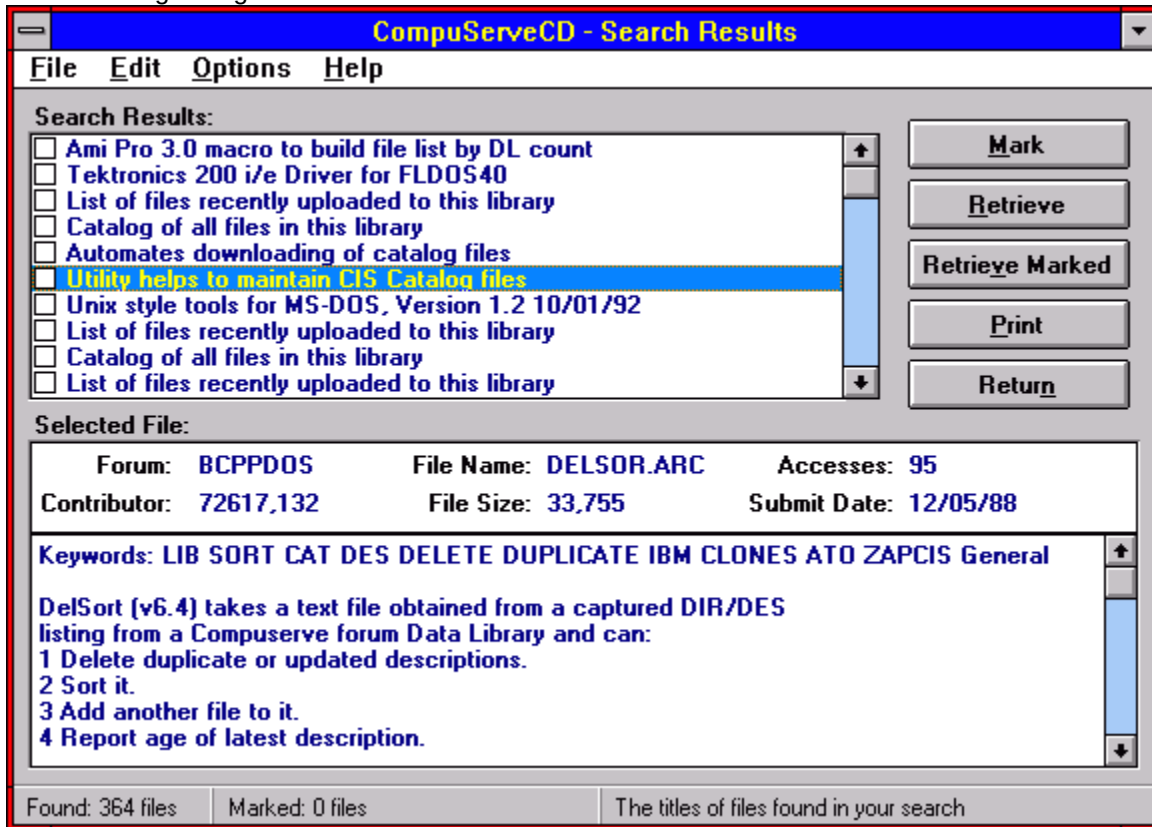 CompuServeCD - Search Results
File Edit Options Help
Search Results:
Ami Pro 3.0 macro to build file list by DL count
Tektronics 200 i/e Driver for FLDOS40
List of files recently uploaded to this library
Catalog of all files in this library
Automates downloading of catalog files
Utility helps to maintain CIS Catalog files
Unix style tools for MS-DOS, Version 1.2 10/01/92
List of files recently uploaded to this library
Catalog of all files in this library
List of files recently uploaded to this library
Mark
Retrieve
Retrieve Marked
Print
Return
Selected File:
Forum: BCPPDOS File Name: DELSOR.ARC Accesses: 95
Contributor: 72617,132 File Size: 33,755 Submit Date: 12/05/88
Keywords: LIB SORT CAT DES DELETE DUPLICATE IBM CLONES ATO ZAPCIS General
DelSort (v6.4) takes a text file obtained from a captured DIR/DES
listing from a Compuserve forum Data Library and can:
1 Delete duplicate or updated descriptions.
2 Sort it.
3 Add another file to it.
4 Report age of latest description.
Found: 364 files Marked: 0 files The titles of files found in your search